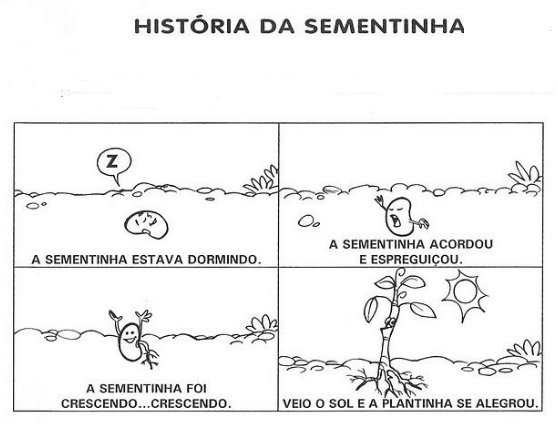 HISTÓRIA DA SEMENTINHA
Z
A SEMENTINHA ESTAVA DORMINDO.
A SEMENTINHA ACORDOU
E ESPREGUIÇOU.
A SEMENTINHA FOI
CRESCENDO...CRESCENDO.
VEIO O SOL E A PLANTINHA SE ALEGROU.